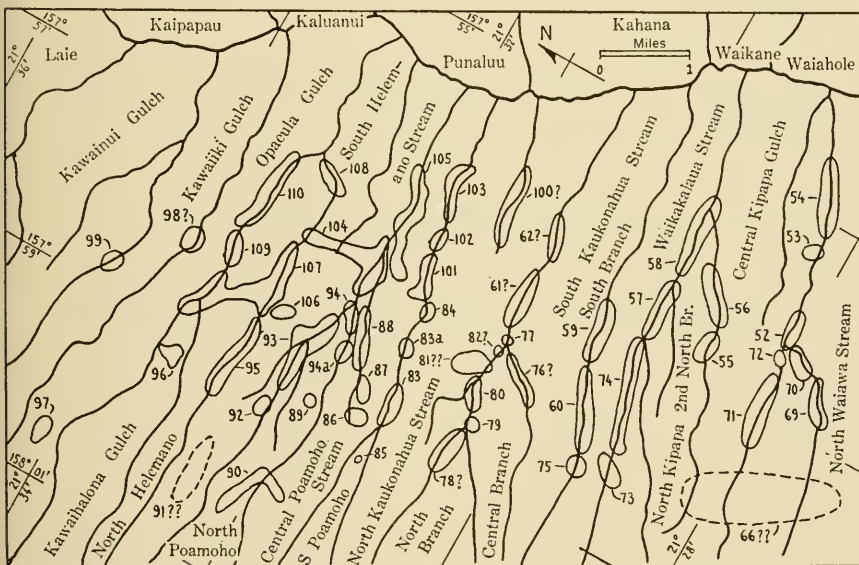 157° 57'
Kaipapau
Kaluanui
157° 55'
21° 32'
Kahana
Laie
21° 36'
N
Miles
0 1
Punaluu
Waikane
Waiahole
Kawainui Gulch
Kawaiiki Gulch
Opaeula Gulch
South Helem-
ano Stream
108
105
103
100?
South Kaukonahua Stream
South Branch
Waikakalaua Stream
Central Kipapa Gulch
54
110
98?
99
157° 59'
109
104
102
62?
58
53
107
101
61?
57
56
106
94
88
84
59
52
93
94a
83a
82?
77
72
55
95
87
81??
76?
74
70
96
83
80
60
71
69
97
92
89
86
79
North Waiawa Stream
158° 01'
21° 34'
90
85
78?
75
73
91??
66??
Kawaihalona Gulch
North Helemano
North Poamoho
Central Poamoho Stream
S Poamoho
North Kaukonahua Stream
North Branch
Central Branch
North Kipapa 2nd North Br.
21° 28'